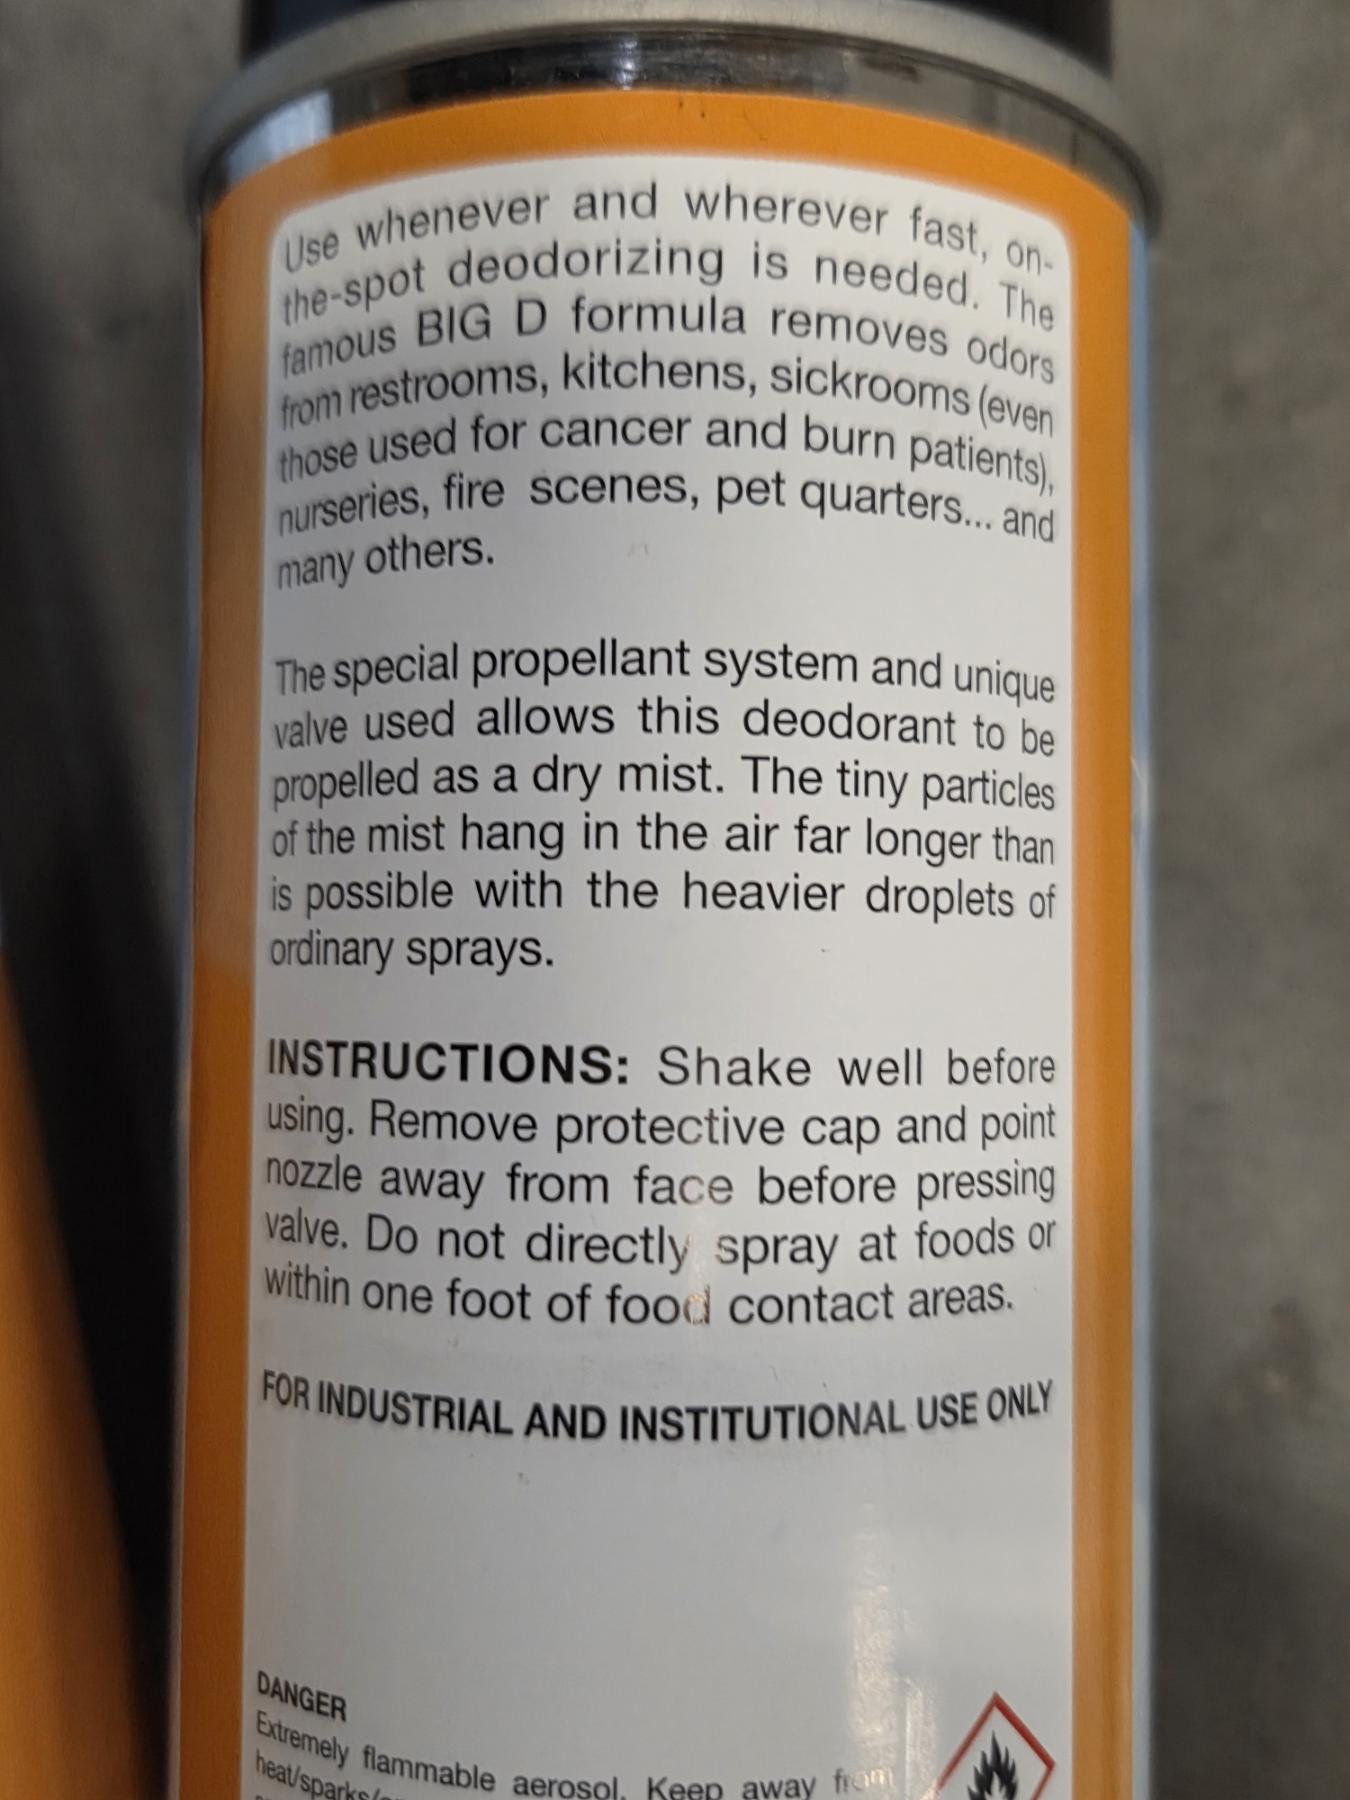 Use whenever and wherever fast, on-
the-spot deodorizing is needed. The
famous BIG D formula removes odors
from restrooms, kitchens, sickrooms (even
those used for cancer and burn patients),
nurseries, fire scenes, pet quarters... and
many others.
The special propellant system and unique
valve used allows this deodorant to be
propelled as a dry mist. The tiny particles
of the mist hang in the air far longer than
is possible with the heavier droplets of
ordinary sprays.
INSTRUCTIONS: Shake well before
using. Remove protective cap and point
nozzle away from face before pressing
valve. Do not directly spray at foods or
within one foot of food contact areas.
FOR INDUSTRIAL AND INSTITUTIONAL USE ONLY
DANGER
Extremely flammable aerosol. Keep away from
heat/sparks/